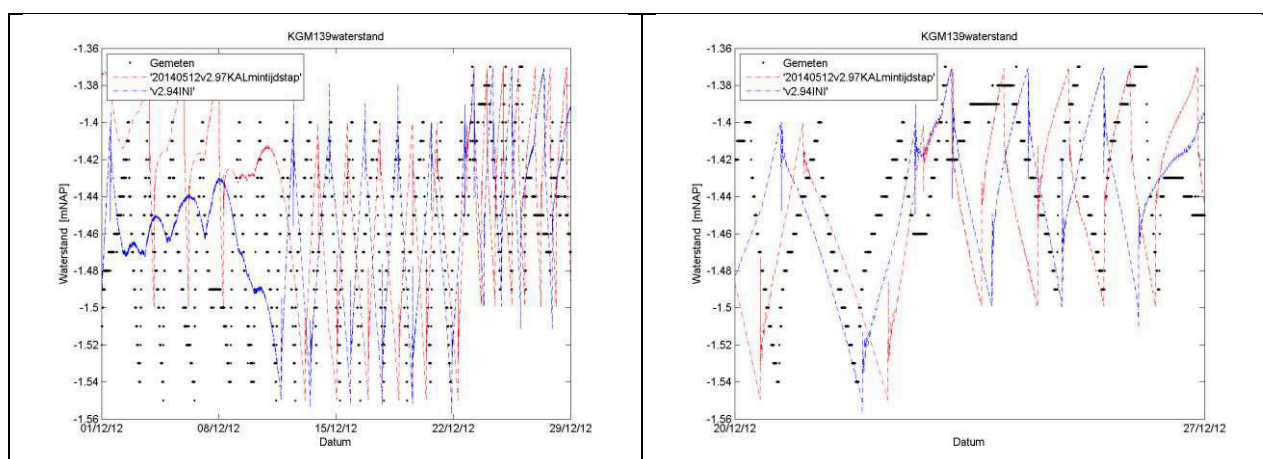 KGM139waterstand
-1.36
-1.38
-1.4
-1.42
-1.44
-1.46
-1.48
-1.5
-1.52
-1.54
-1.56
Waterstand [mNAP]
Gemeten
'20140512v2.97KALmintijdstap'
'v2.94INI'
01/12/12 08/12/12 15/12/12 22/12/12 29/12/12
Datum
KGM139waterstand
-1.36
-1.38
-1.4
-1.42
-1.44
-1.46
-1.48
-1.5
-1.52
-1.54
-1.56
Waterstand [mNAP]
Gemeten
'20140512v2.97KALmintijdstap'
'v2.94INI'
20/12/12 27/12/12
Datum